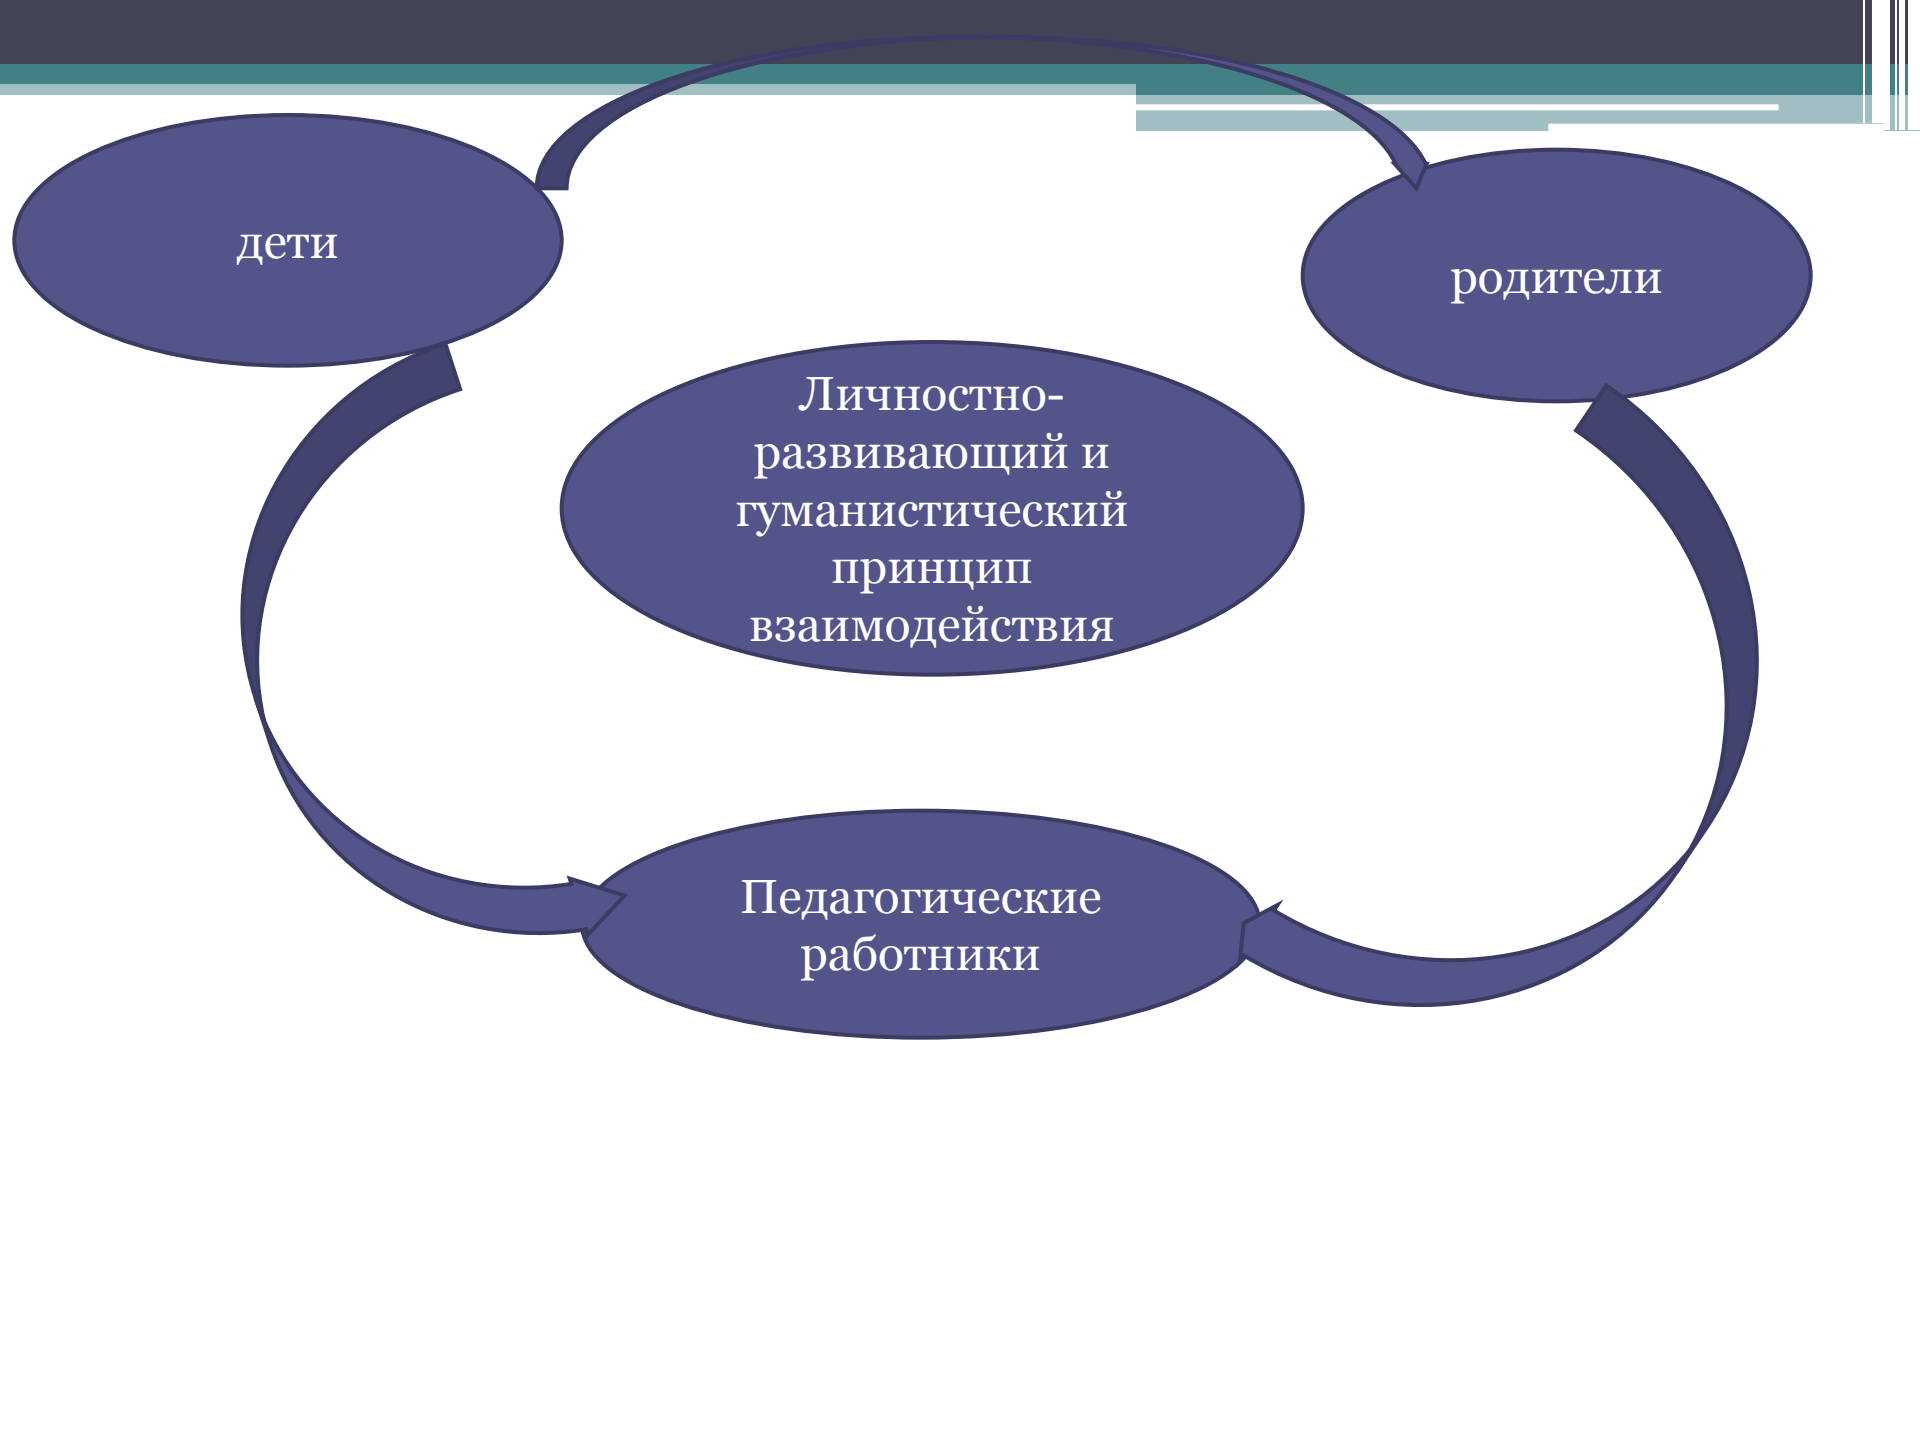 дети
родители
Личностно-
развивающий и
гуманистический
принцип
взаимодействия
Педагогические
работники